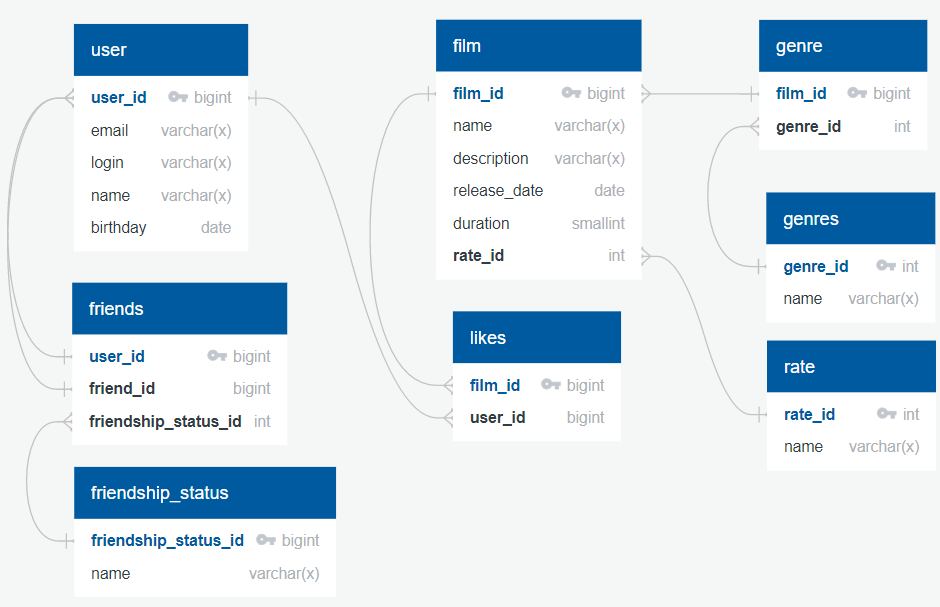 user
user_id bigint
email varchar(x)
login varchar(x)
name varchar(x)
birthday date
friends
user_id bigint
friend_id bigint
friendship_status_id int
friendship_status
friendship_status_id bigint
name varchar(x)
film
film_id bigint
name varchar(x)
description varchar(x)
release_date date
duration smallint
rate_id int
likes
film_id bigint
user_id bigint
genre
film_id bigint
genre_id int
genres
genre_id int
name varchar(x)
rate
rate_id int
name varchar(x)